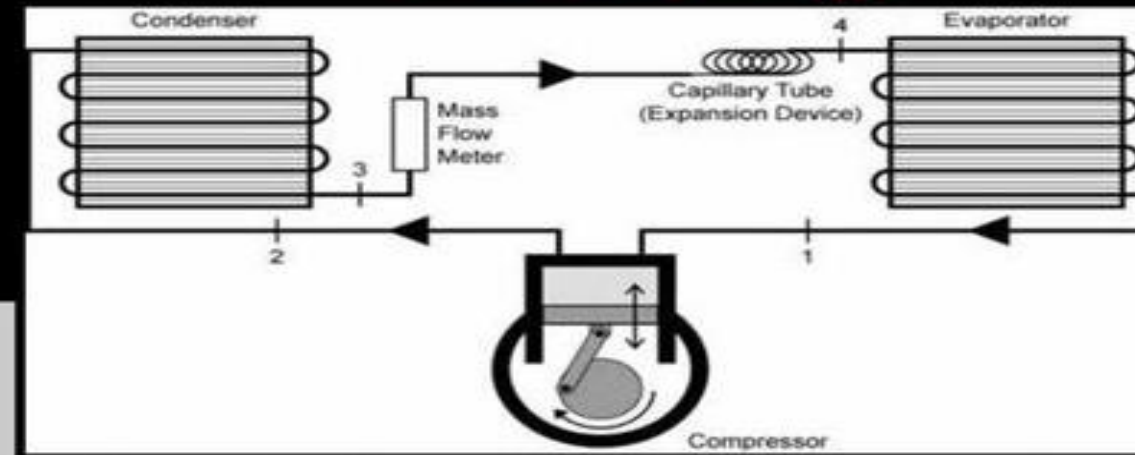 Condenser
4
Evaporator
Capillary Tube
(Expansion Device)
Mass
Flow
Meter
3
2
1
Compressor